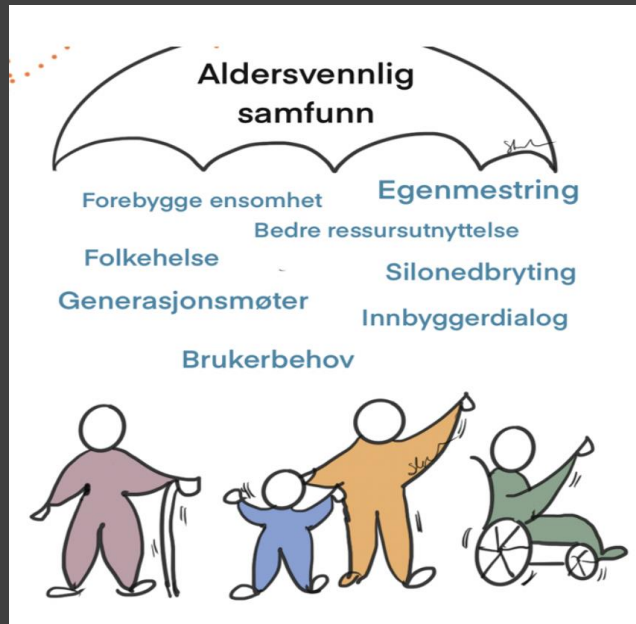 Aldersvennlig
samfunn
Forebygge ensomhet
Egenmestring
Bedre ressursutnyttelse
Folkehelse
Silonedbryting
Generasjonsmøter
Innbyggerdialog
Brukerbehov